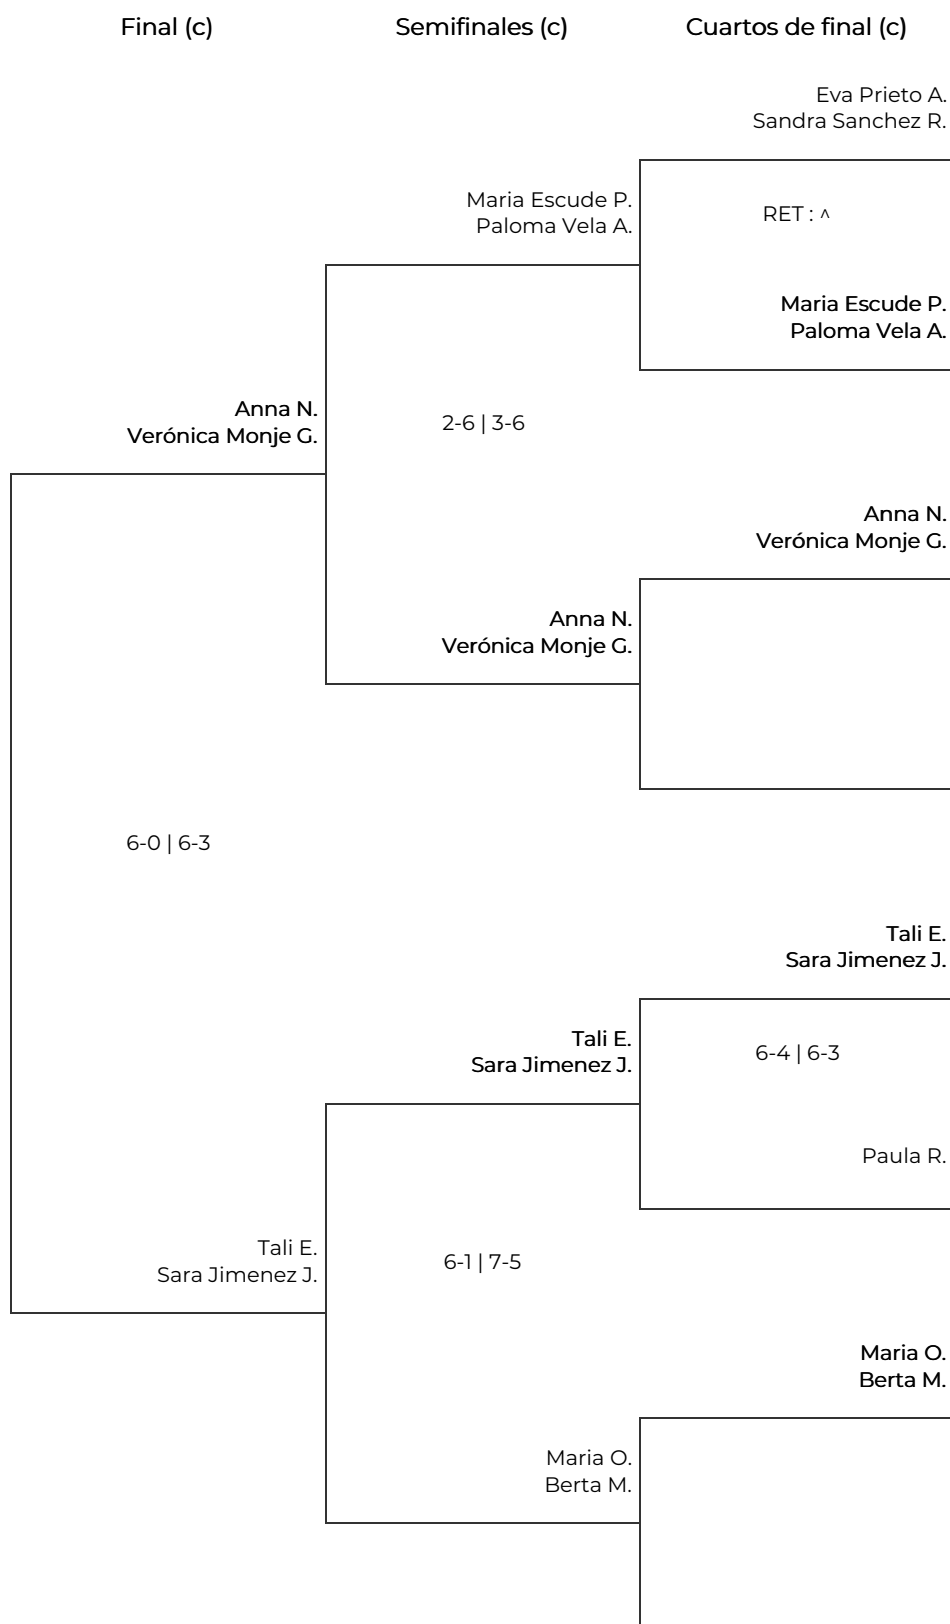 Final (c)
Semifinales (c)
Cuartos de final (c)
Eva Prieto A.
Sandra Sanchez R.
Maria Escude P.
Paloma Vela A.
RET : ^
Maria Escude P.
Paloma Vela A.
Anna N.
Verónica Monje G.
2-6 | 3-6
Anna N.
Verónica Monje G.
Anna N.
Verónica Monje G.
6-0 | 6-3
Tali E.
Sara Jimenez J.
Tali E.
Sara Jimenez J.
6-4 | 6-3
Paula R.
Tali E.
Sara Jimenez J.
6-1 | 7-5
Maria O.
Berta M.
Maria O.
Berta M.